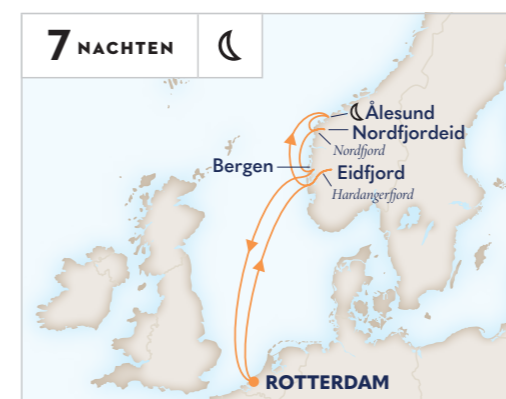 7 NACHTEN
Ålesund
Nordfjordeid
Nordfjord
Bergen
Eidfjord
Hardangerfjord
ROTTERDAM